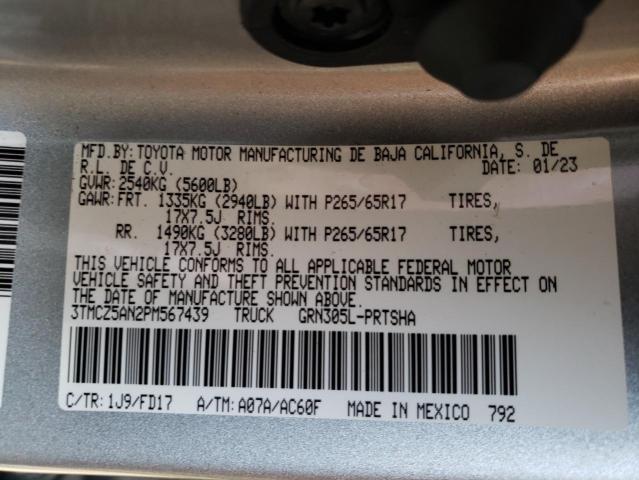 MFD.BY: TOYOTA MOTOR MANUFACTURING DE BAJA CALIFORNIA, S. DE
R.L. DE C.V. DATE: 01/23
GVWR: 2540KG (5600LB)
GAWR: FRT. 1335KG (2940LB) WITH P265/65R17 TIRES,
17X7.5J RIMS.
RR. 1490KG (3280LB) WITH P265/65R17 TIRES,
17X7.5J RIMS.
THIS VEHICLE CONFORMS TO ALL APPLICABLE FEDERAL MOTOR
VEHICLE SAFETY AND THEFT PREVENTION STANDARDS IN EFFECT ON
THE DATE OF MANUFACTURE SHOWN ABOVE.
3TMCZ5AN2PM567439 TRUCK GRN305L-PRTSHA
C/TR: 1J9/FD17 A/TM: A07A/AC60F MADE IN MEXICO 792